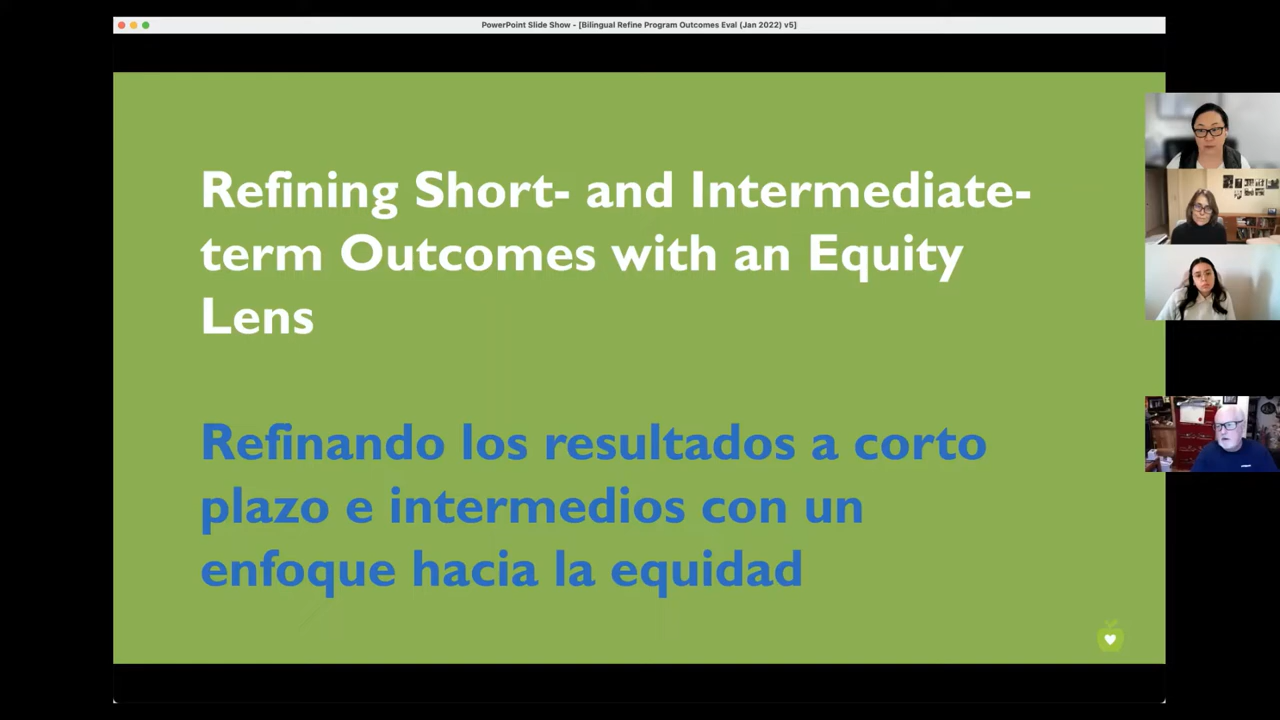 PowerPoint Slide Show - [Bilingual Refine Program Outcomes Eval (Jan 2022) v5]
Refining Short- and Intermediate-
term Outcomes with an Equity
Lens
Refinando los resultados a corto
plazo e intermedios con un
enfoque hacia la equidad